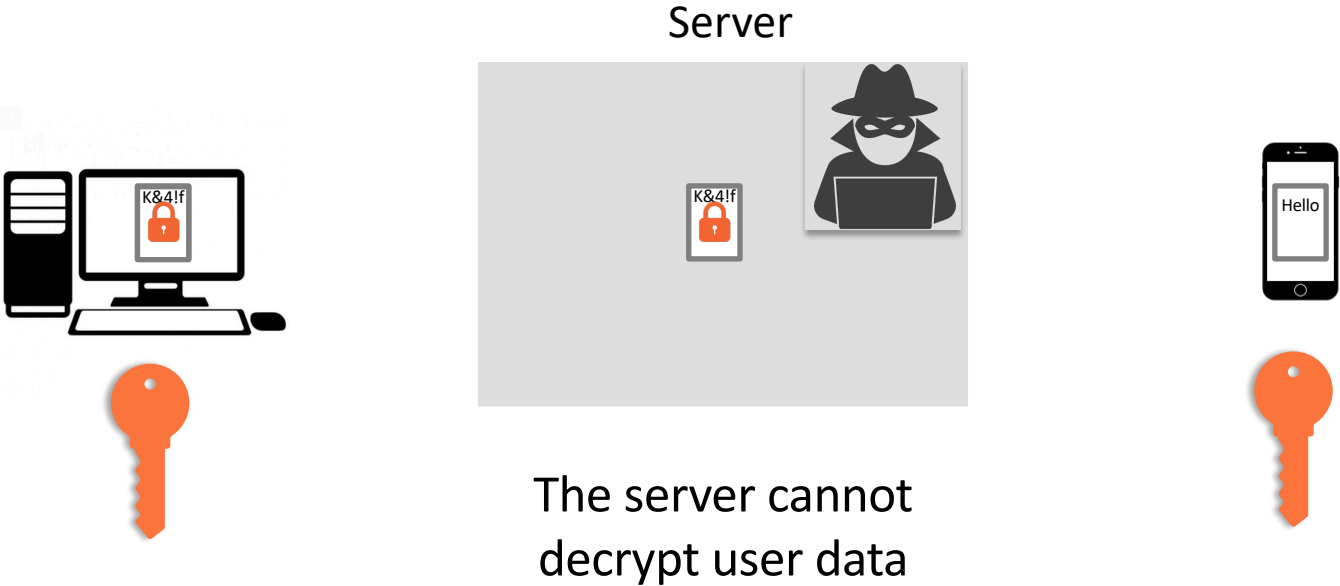 Server
K&4!f
K&4!f
Hello
The server cannot
decrypt user data